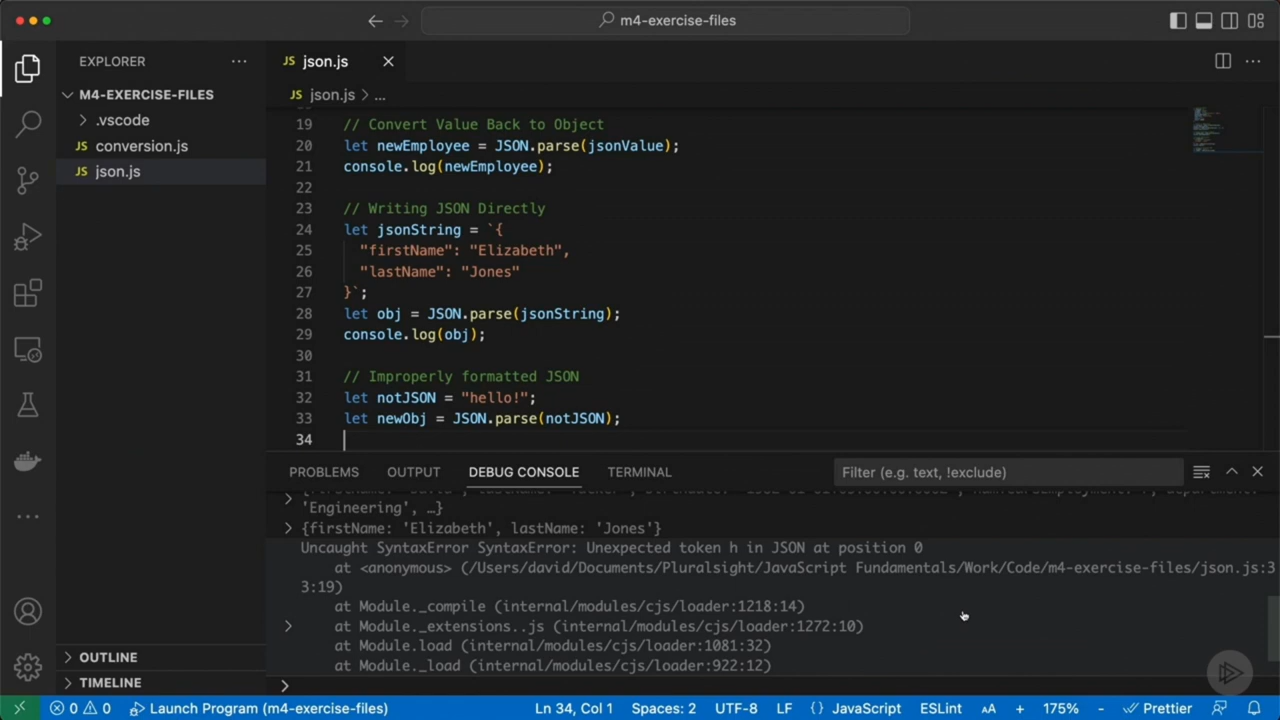 m4-exercise-files
EXPLORER
M4-EXERCISE-FILES
.vscode
JS conversion.js
JS json.js
OUTLINE
TIMELINE
JS json.js
JS json.js > ...
19 // Convert Value Back to Object
20 let newEmployee = JSON.parse(jsonValue);
21 console.log(newEmployee);
22
23 // Writing JSON Directly
24 let jsonString = `{
25 "firstName": "Elizabeth",
26 "lastName": "Jones"
27 }`;
28 let obj = JSON.parse(jsonString);
29 console.log(obj);
30
31 // Improperly formatted JSON
32 let notJSON = "hello!";
33 let newObj = JSON.parse(notJSON);
34
PROBLEMS OUTPUT DEBUG CONSOLE TERMINAL Filter (e.g. text, !exclude)
'Engineering', …}
{firstName: 'Elizabeth', lastName: 'Jones'}
Uncaught SyntaxError SyntaxError: Unexpected token h in JSON at position 0
at <anonymous> (/Users/david/Documents/Pluralsight/JavaScript Fundamentals/Work/Code/m4-exercise-files/json.js:3
3:19)
at Module._compile (internal/modules/cjs/loader:1218:14)
at Module._extensions..js (internal/modules/cjs/loader:1272:10)
at Module.load (internal/modules/cjs/loader:1081:32)
at Module._load (internal/modules/cjs/loader:922:12)
0 0 Launch Program (m4-exercise-files) Ln 34, Col 1 Spaces: 2 UTF-8 LF {} JavaScript ESLint AA + 175% - Prettier